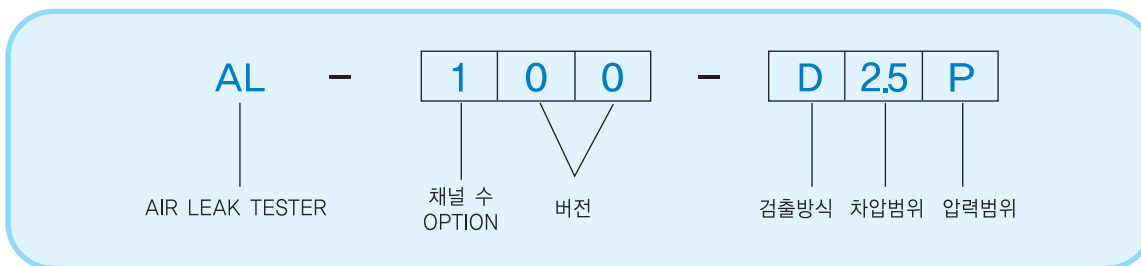 AL - 1 0 0 - D 2.5 P
AIR LEAK TESTER
채널 수
OPTION
버전
검출방식
차압범위
압력범위